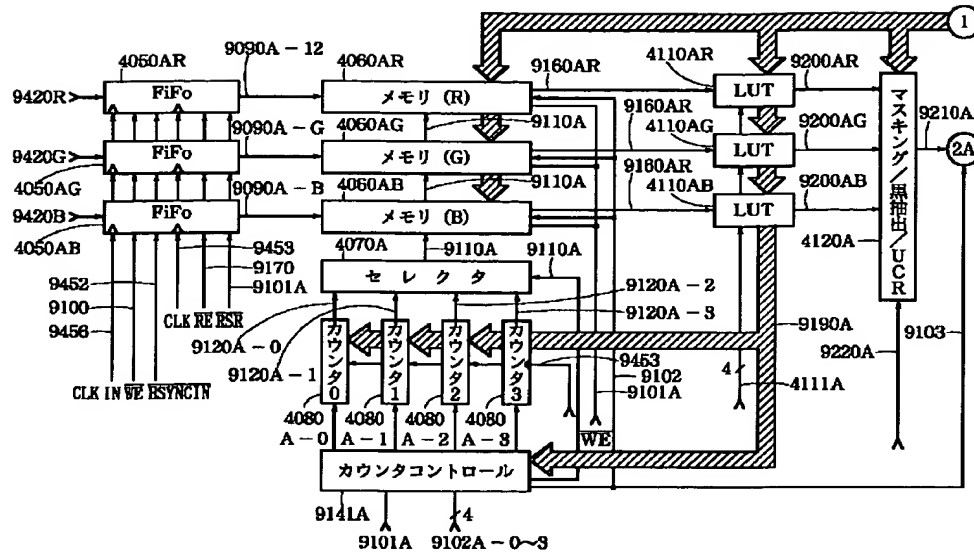 1
4050AR
9090A-12
4060AR
9160AR
4110AR
9200AR
9420R
FiFo
メモリ (R)
LUT
4060AG
9160AR
9210A
9090A-G
9110A
4110AG
9200AG
9420G
FiFo
メモリ (G)
LUT
2A
4050AG
9090A-B
4060AB
9110A
9160AR
4110AB
9200AB
9420B
FiFo
メモリ (B)
LUT
4050AB
マスキング/黒抽出/UCR
4120A
9453
4070A
9110A
9110A
9452
9170
セレクタ
9100
9101A
9120A-2
9456
CLK RE RSR
9120A-3
9190A
9103
カウンタ0
カウンタ1
カウンタ2
カウンタ3
9120A-0
9453
9220A
9120A-1
9102
4
9101A
4111A
CLK IN WE RSYNCIN
4080A-0
4080A-1
4080A-2
4080A-3
WE
カウンタコントロール
9141A
4
9101A
9102A-0~3